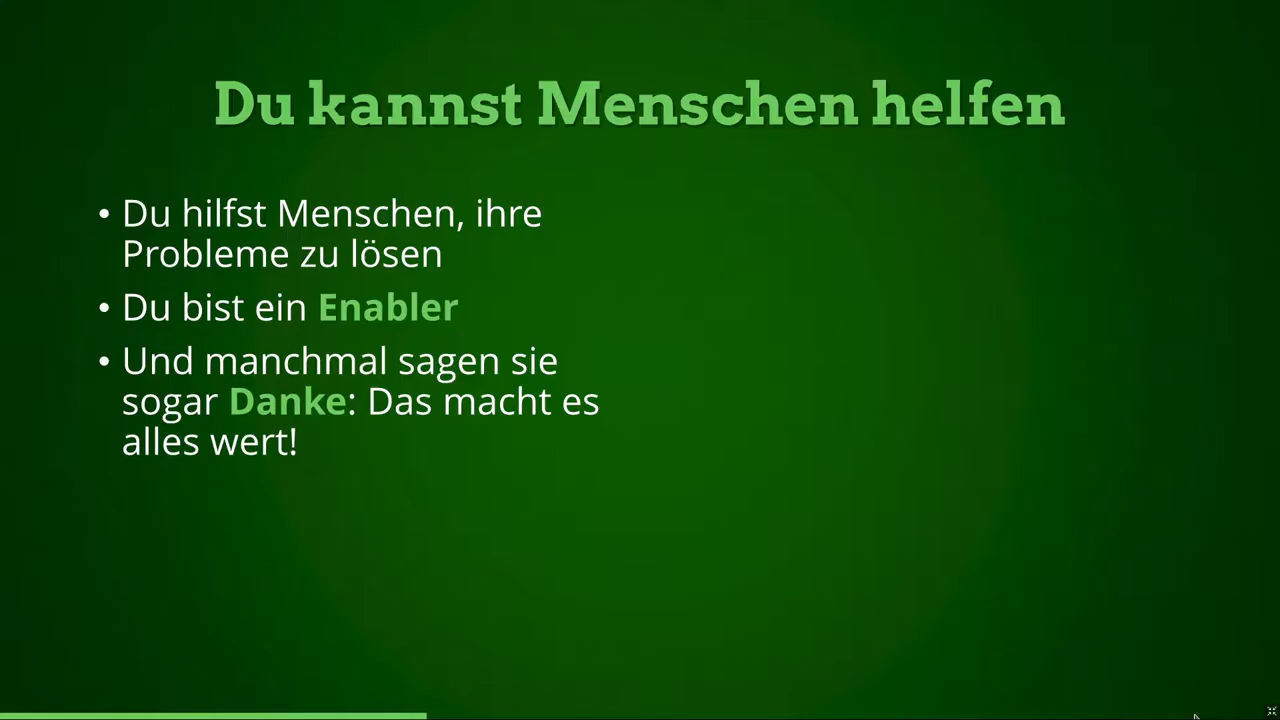 Du kannst Menschen helfen
• Du hilfst Menschen, ihre
Probleme zu lösen
• Du bist ein Enabler
• Und manchmal sagen sie
sogar Danke: Das macht es
alles wert!